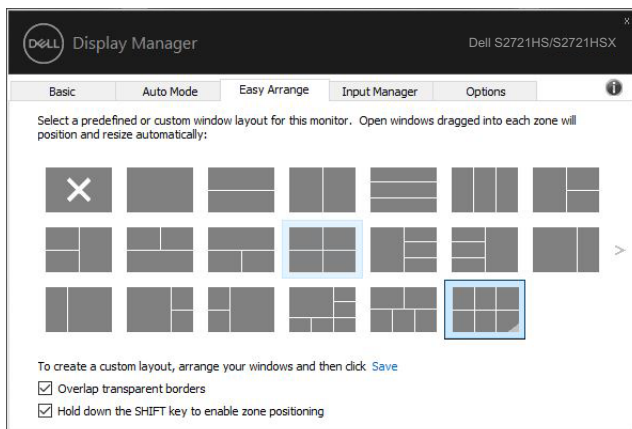 DELL Display Manager Dell S2721HS/S2721HSX x
Basic Auto Mode Easy Arrange Input Manager Options i
Select a predefined or custom window layout for this monitor. Open windows dragged into each zone will
position and resize automatically:
>
To create a custom layout, arrange your windows and then click Save
Overlap transparent borders
Hold down the SHIFT key to enable zone positioning